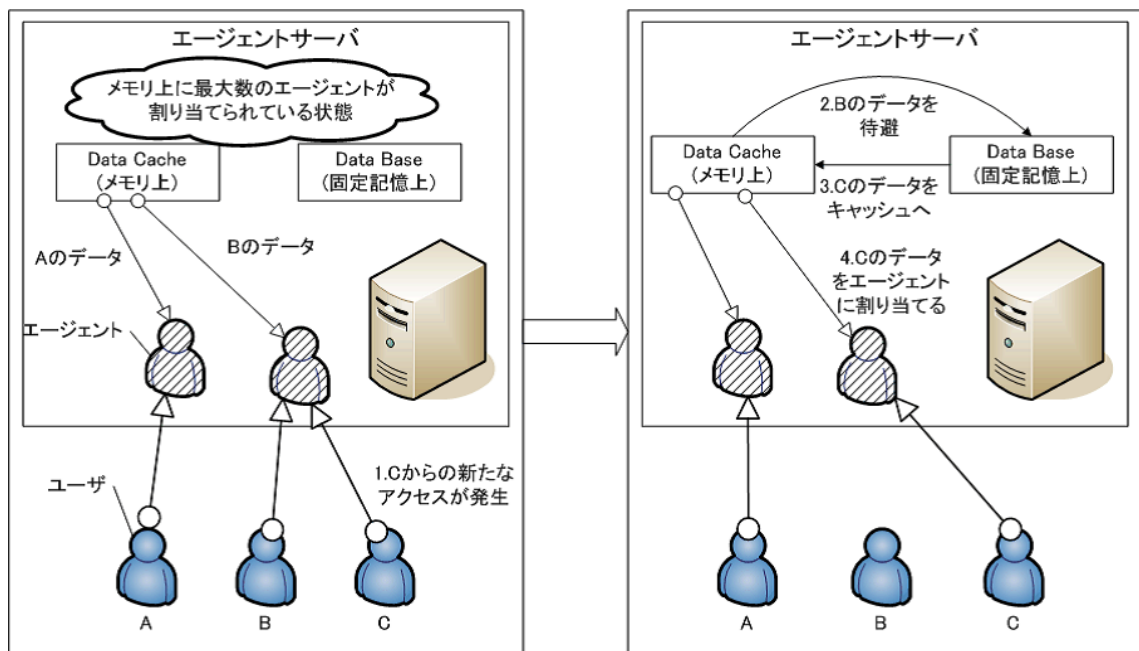 エージェントサーバ
メモリ上に最大数のエージェントが
割り当てられている状態
Data Cache
(メモリ上)
Data Base
(固定記憶上)
Aのデータ
Bのデータ
エージェント
ユーザ
1.Cからの新たな
アクセスが発生
A
B
C
エージェントサーバ
2.Bのデータを
待避
Data Cache
(メモリ上)
Data Base
(固定記憶上)
3.Cのデータを
キャッシュへ
4.Cのデータ
をエージェント
に割り当てる
A
B
C